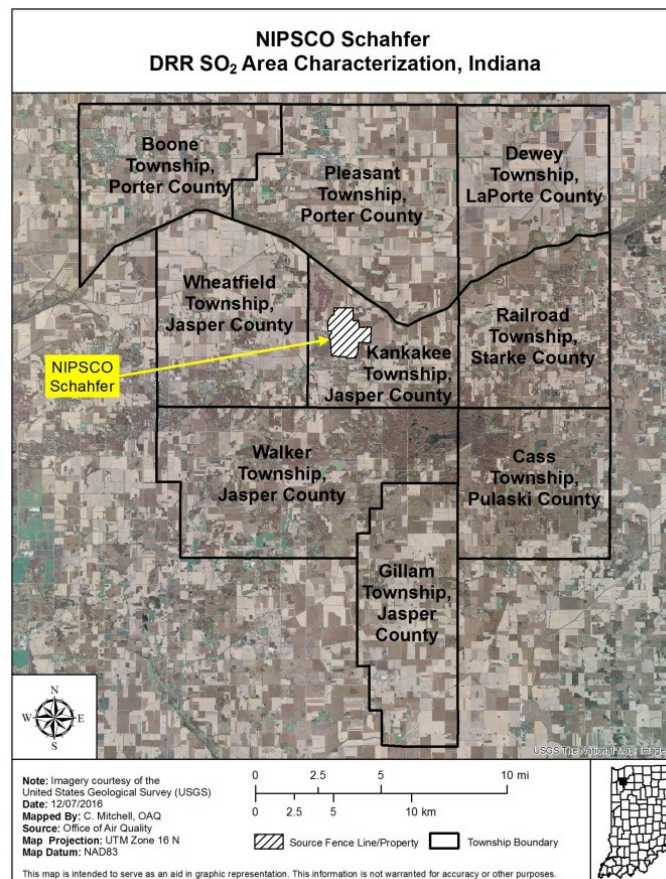 NIPSCO Schahfer
DRR SO₂ Area Characterization, Indiana
Boone
Township,
Porter County
Pleasant
Township,
Porter County
Dewey
Township,
LaPorte County
Wheatfield
Township,
Jasper County
Railroad
Township,
Starke County
Kankakee
Township,
Jasper County
NIPSCO
Schahfer
Walker
Township,
Jasper County
Cass
Township,
Pulaski County
Gillam
Township,
Jasper
County
N
W E
S
USGS The National Map: Image
Note: Imagery courtesy of the
United States Geological Survey (USGS)
Date: 12/07/2016
Mapped By: C. Mitchell, OAQ
Source: Office of Air Quality
Map Projection: UTM Zone 16 N
Map Datum: NAD83
0 2.5 5 10 mi
0 2.5 5 10 km
Source Fence Line/Property Township Boundary
This map is intended to serve as an aid in graphic representation. This information is not warranted for accuracy or other purposes.